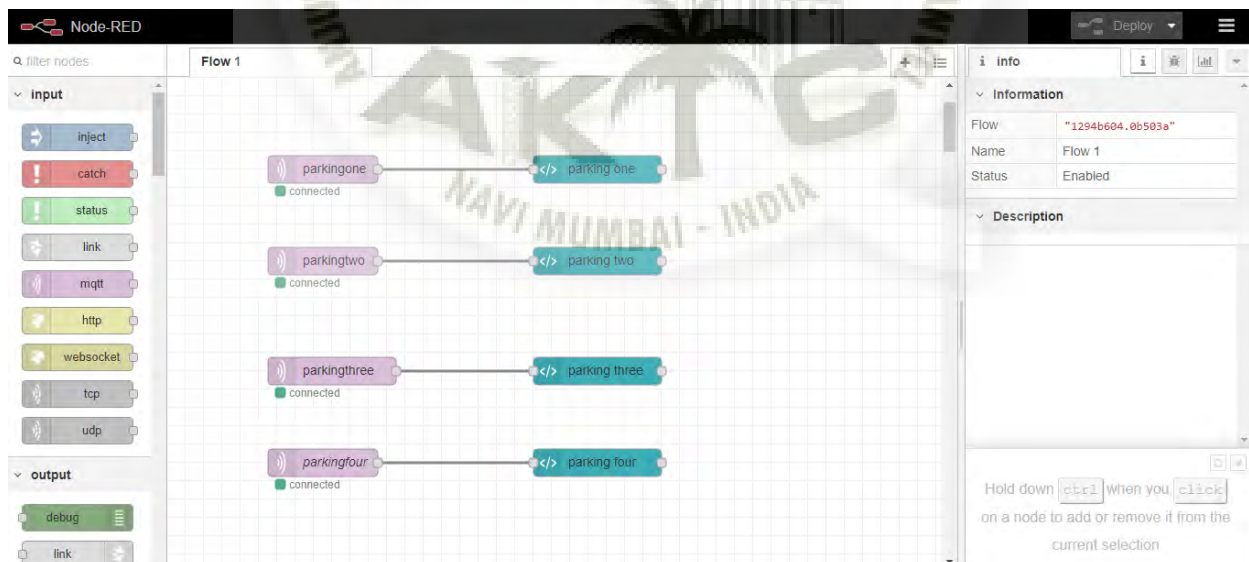 Node-RED
Deploy
filter nodes
Flow 1
i info
input
inject
catch
status
link
mqtt
http
websocket
tcp
udp
output
debug
link
parkingone
connected
</> parking one
parkingtwo
connected
</> parking two
parkingthree
connected
</> parking three
parkingfour
connected
</> parking four
Information
Flow "1294b604.0b503a"
Name Flow 1
Status Enabled
Description
Hold down ctrl when you click
on a node to add or remove it from the
current selection
AKTC
NAVI MUMBAI - INDIA